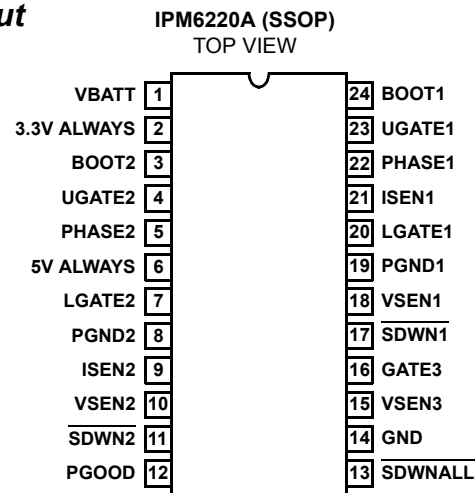 ut
IPM6220A (SSOP)
TOP VIEW
VBATT 1
3.3V ALWAYS 2
BOOT2 3
UGATE2 4
PHASE2 5
5V ALWAYS 6
LGATE2 7
PGND2 8
ISEN2 9
VSEN2 10
SDWN2 11
PGOOD 12
24 BOOT1
23 UGATE1
22 PHASE1
21 ISEN1
20 LGATE1
19 PGND1
18 VSEN1
17 SDWN1
16 GATE3
15 VSEN3
14 GND
13 SDWNALL